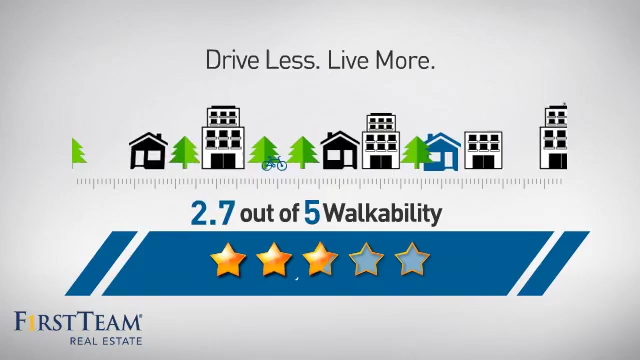 Drive Less. Live More.
2.7 out of 5 Walkability
FIRSTTEAM®
REAL ESTATE